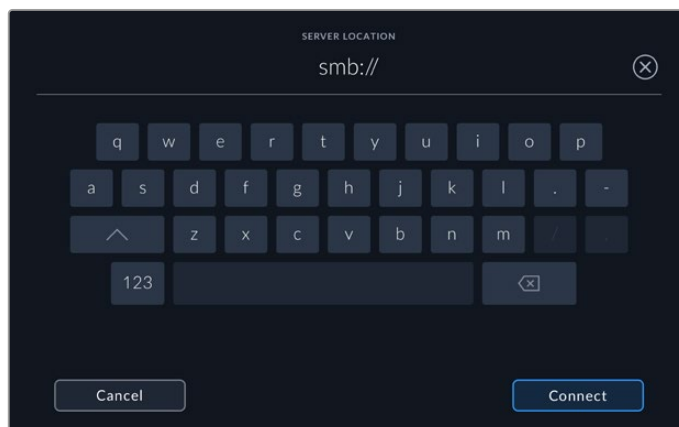 SERVER LOCATION
smb://
q w e r t y u i o p
a s d f g h j k l . -
z x c v b n m /
123
Cancel Connect